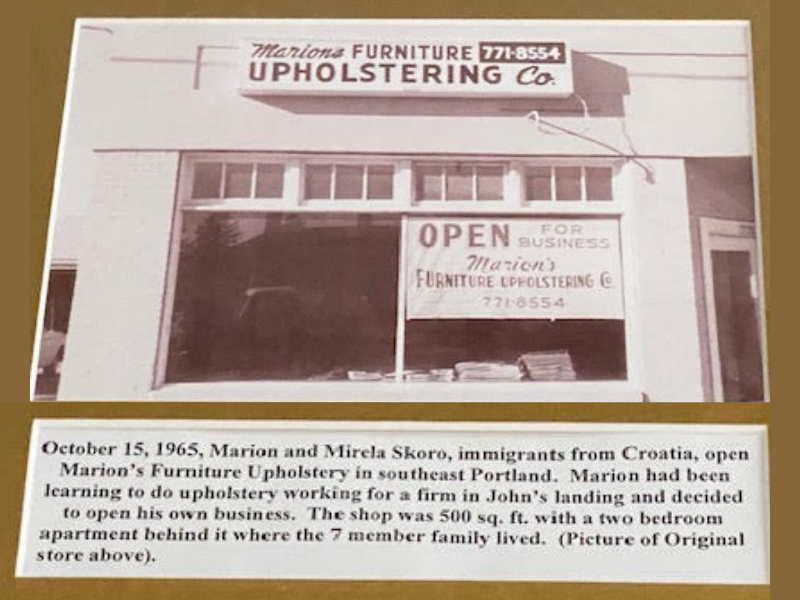 Marions FURNITURE 771-8554
UPHOLSTERING Co.
OPEN FOR BUSINESS
Marion's
FURNITURE UPHOLSTERING Co.
771-8554
October 15, 1965, Marion and Mirela Skoro, immigrants from Croatia, open
Marion's Furniture Upholstery in southeast Portland. Marion had been
learning to do upholstery working for a firm in John's landing and decided
to open his own business. The shop was 500 sq. ft. with a two bedroom
apartment behind it where the 7 member family lived. (Picture of Original
store above).